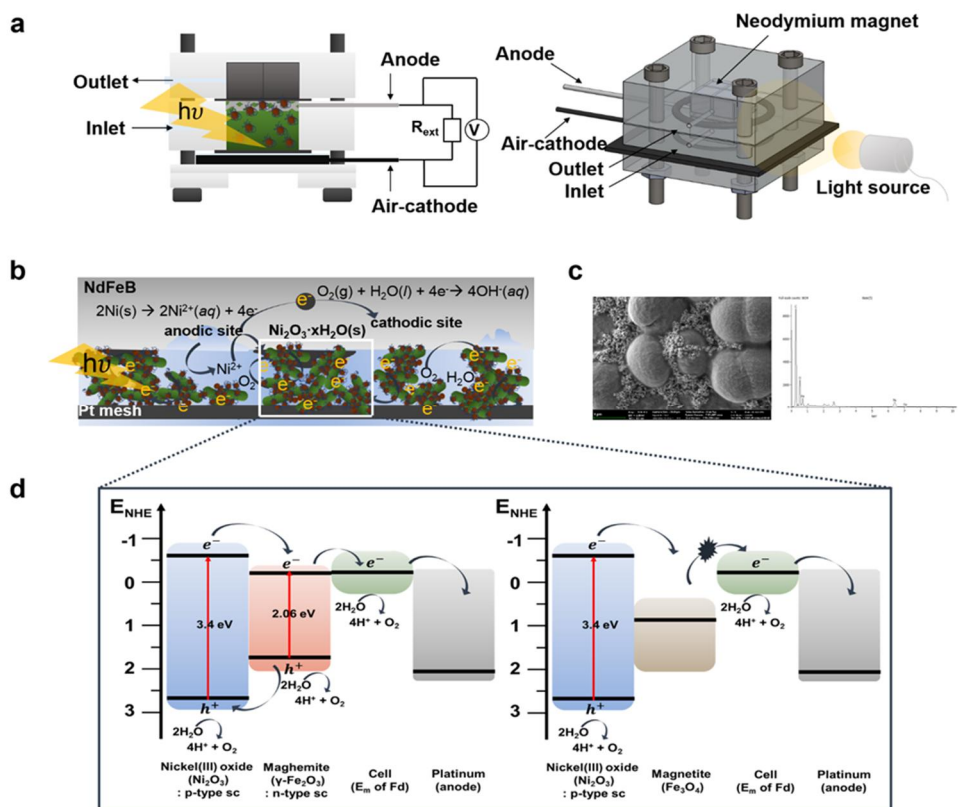 a
Neodymium magnet
Anode
Outlet
hυ
Inlet
R_ext
V
Air-cathode
Anode
Air-cathode
Outlet
Inlet
Light source
b
NdFeB
O₂(g) + H₂O(l) + 4e⁻→ 4OH⁻(aq)
e⁻
2Ni(s) → 2Ni²⁺(aq) + 4e⁻
anodic site
Ni₂O₃·xH₂O(s)
cathodic site
hυ
Ni²⁺
O₂
O₂
H₂O
e⁻
e⁻
e⁻
e⁻
e⁻
e⁻
e⁻
e⁻
Pt mesh
c
d
E_NHE
-1
0
1
2
3
e⁻
3.4 eV
h⁺
2H₂O
4H⁺ + O₂
e⁻
2.06 eV
h⁺
2H₂O
4H⁺ + O₂
e⁻
2H₂O
4H⁺ + O₂
Nickel(III) oxide
(Ni₂O₃)
: p-type sc
Maghemite
(γ-Fe₂O₃)
: n-type sc
Cell
(Eₘ of Fd)
Platinum
(anode)
E_NHE
-1
0
1
2
3
e⁻
3.4 eV
h⁺
2H₂O
4H⁺ + O₂
e⁻
2H₂O
4H⁺ + O₂
Nickel(III) oxide
(Ni₂O₃)
: p-type sc
Magnetite
(Fe₃O₄)
Cell
(Eₘ of Fd)
Platinum
(anode)